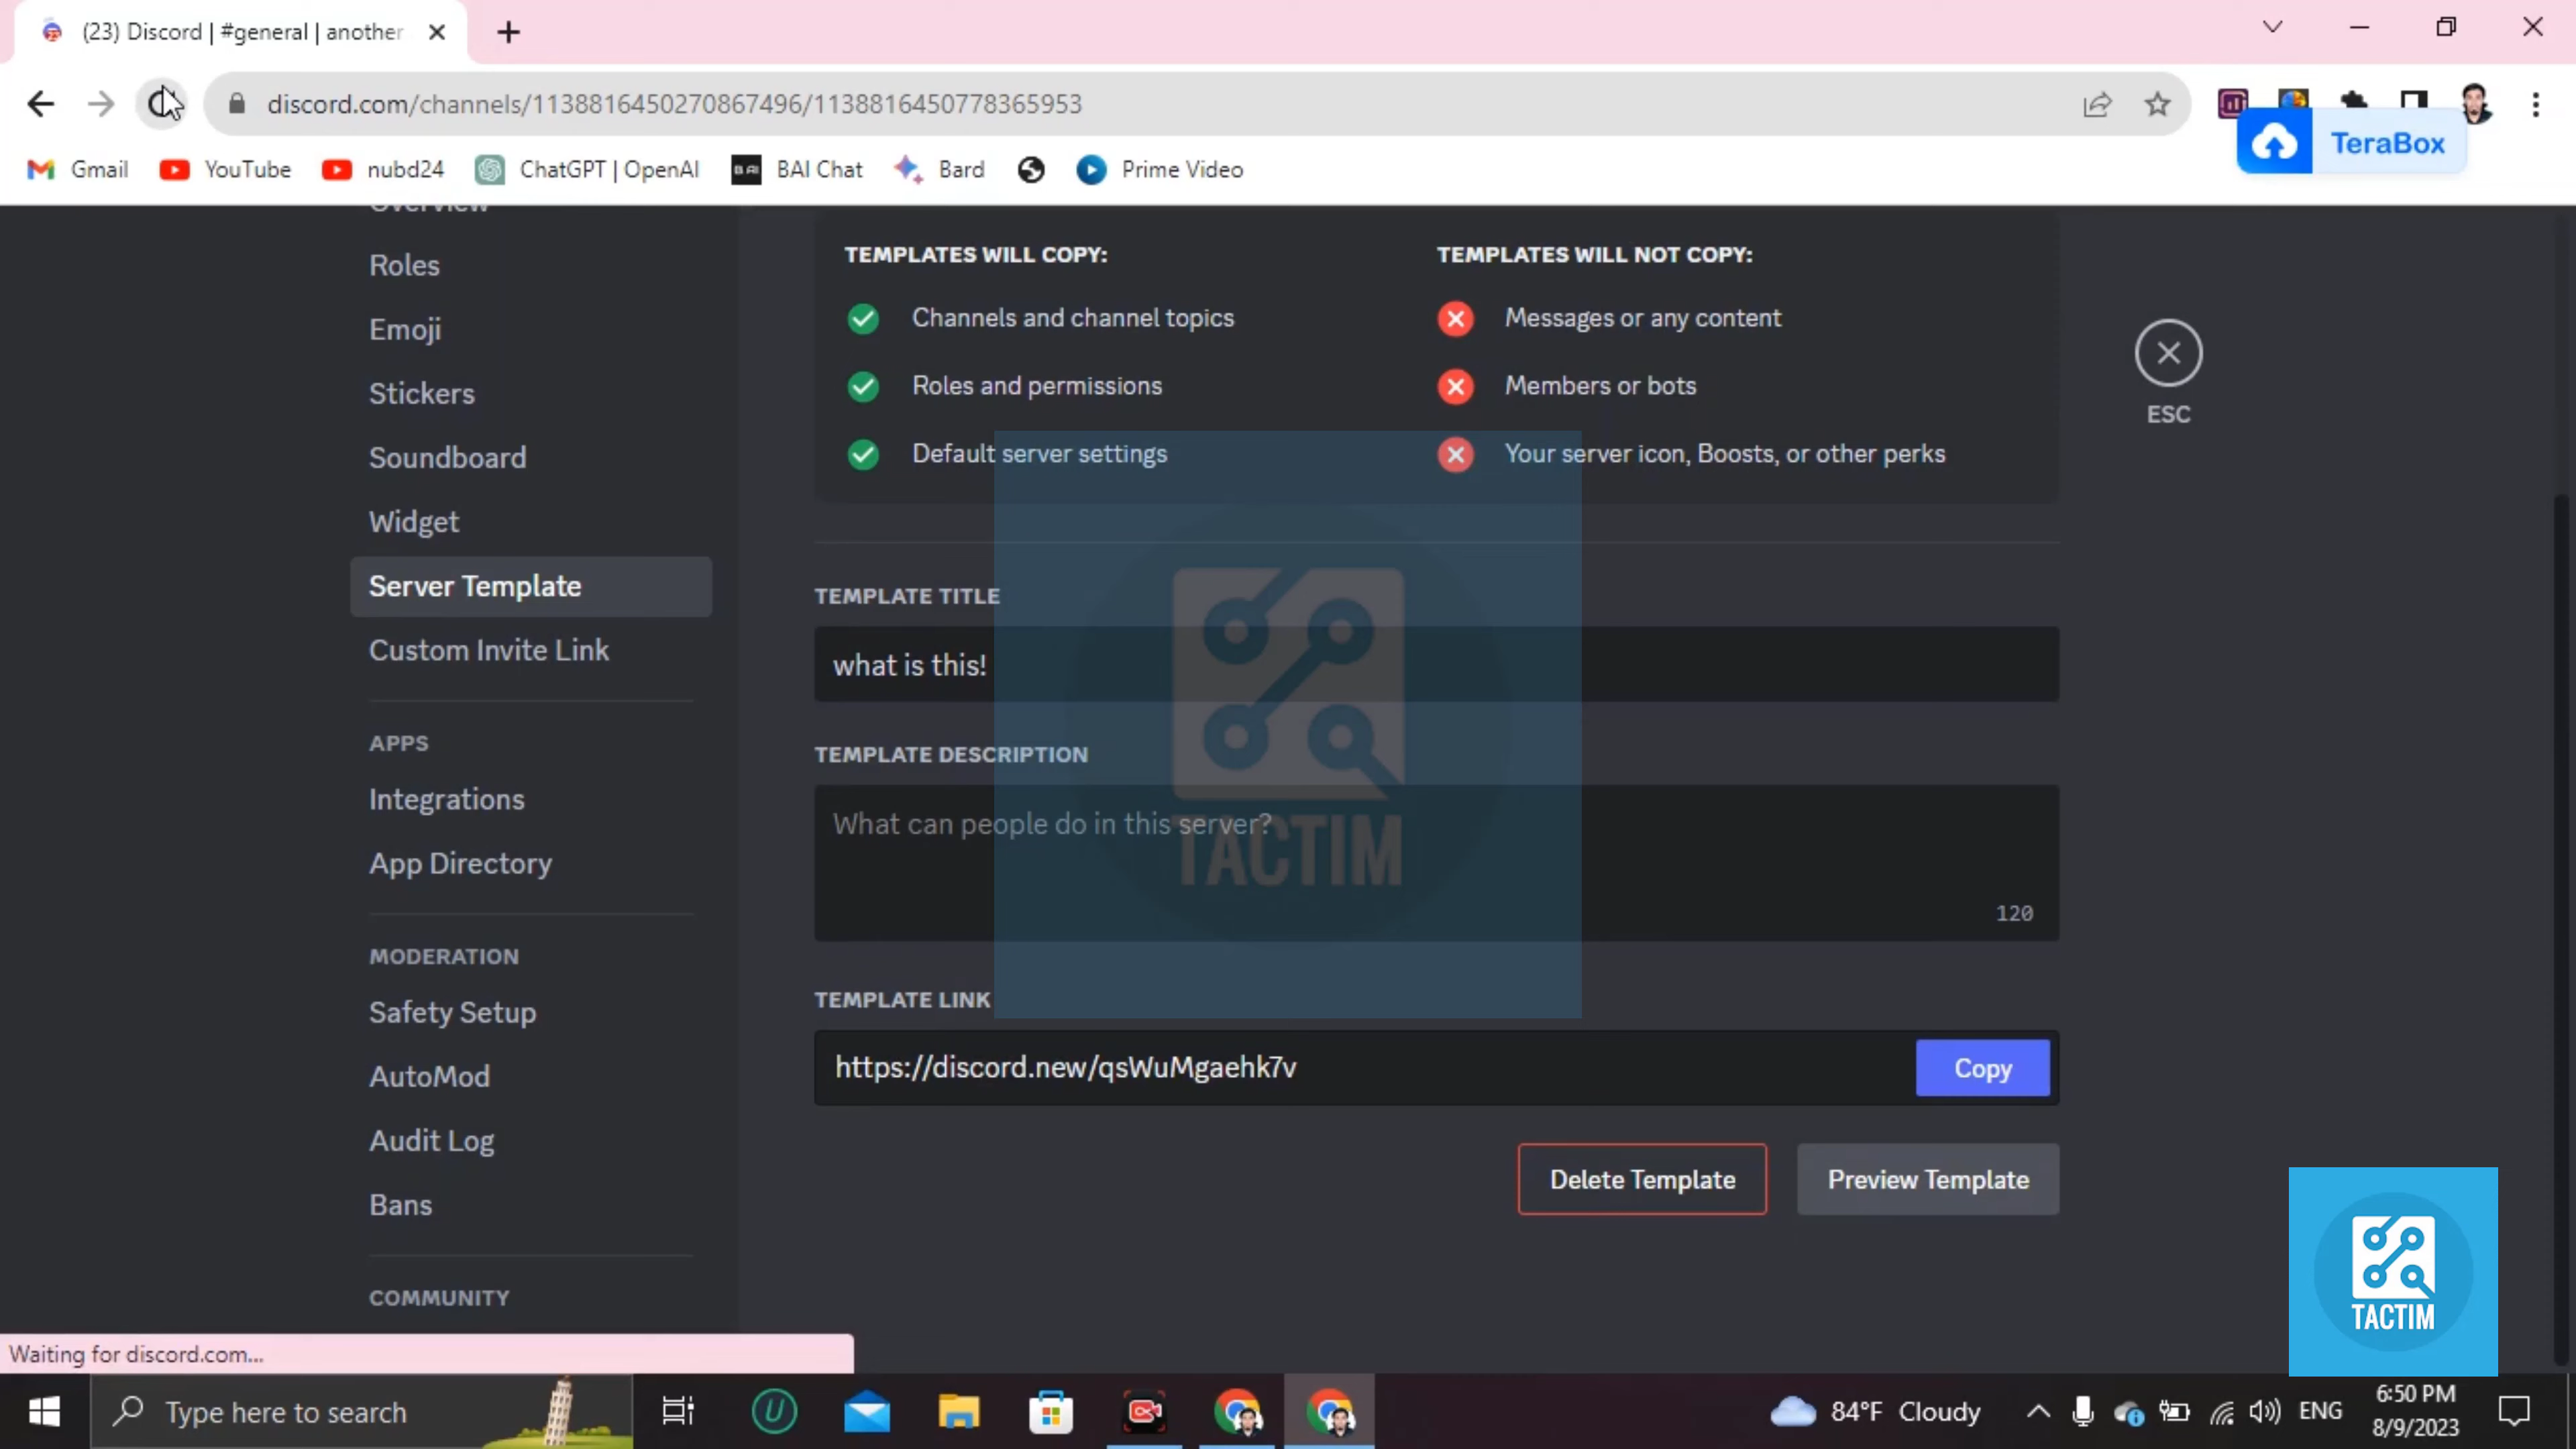 (23) Discord | #general | another
discord.com/channels/1138816450270867496/1138816450778365953
Gmail
YouTube
nubd24
ChatGPT | OpenAI
BAI
BAI Chat
Bard
Prime Video
TeraBox
Overview
Roles
Emoji
Stickers
Soundboard
Widget
Server Template
Custom Invite Link
APPS
Integrations
App Directory
MODERATION
Safety Setup
AutoMod
Audit Log
Bans
COMMUNITY
TEMPLATES WILL COPY:
Channels and channel topics
Roles and permissions
Default server settings
TEMPLATES WILL NOT COPY:
Messages or any content
Members or bots
Your server icon, Boosts, or other perks
ESC
TEMPLATE TITLE
what is this!
TEMPLATE DESCRIPTION
What can people do in this server?
120
TACTIM
TEMPLATE LINK
https://discord.new/qsWuMgaehk7v
Copy
Delete Template
Preview Template
TACTIM
Waiting for discord.com...
Type here to search
84°F Cloudy
ENG
6:50 PM
8/9/2023